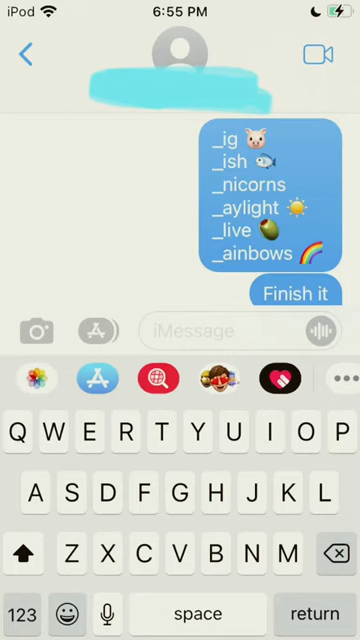 iPod 6:55 PM
_ig 🐷
_ish 🐟
_nicorns
_aylight ☀️
_live 🫒
_ainbows 🌈
Finish it
iMessage
Q W E R T Y U I O P
A S D F G H J K L
Z X C V B N M
123 space return